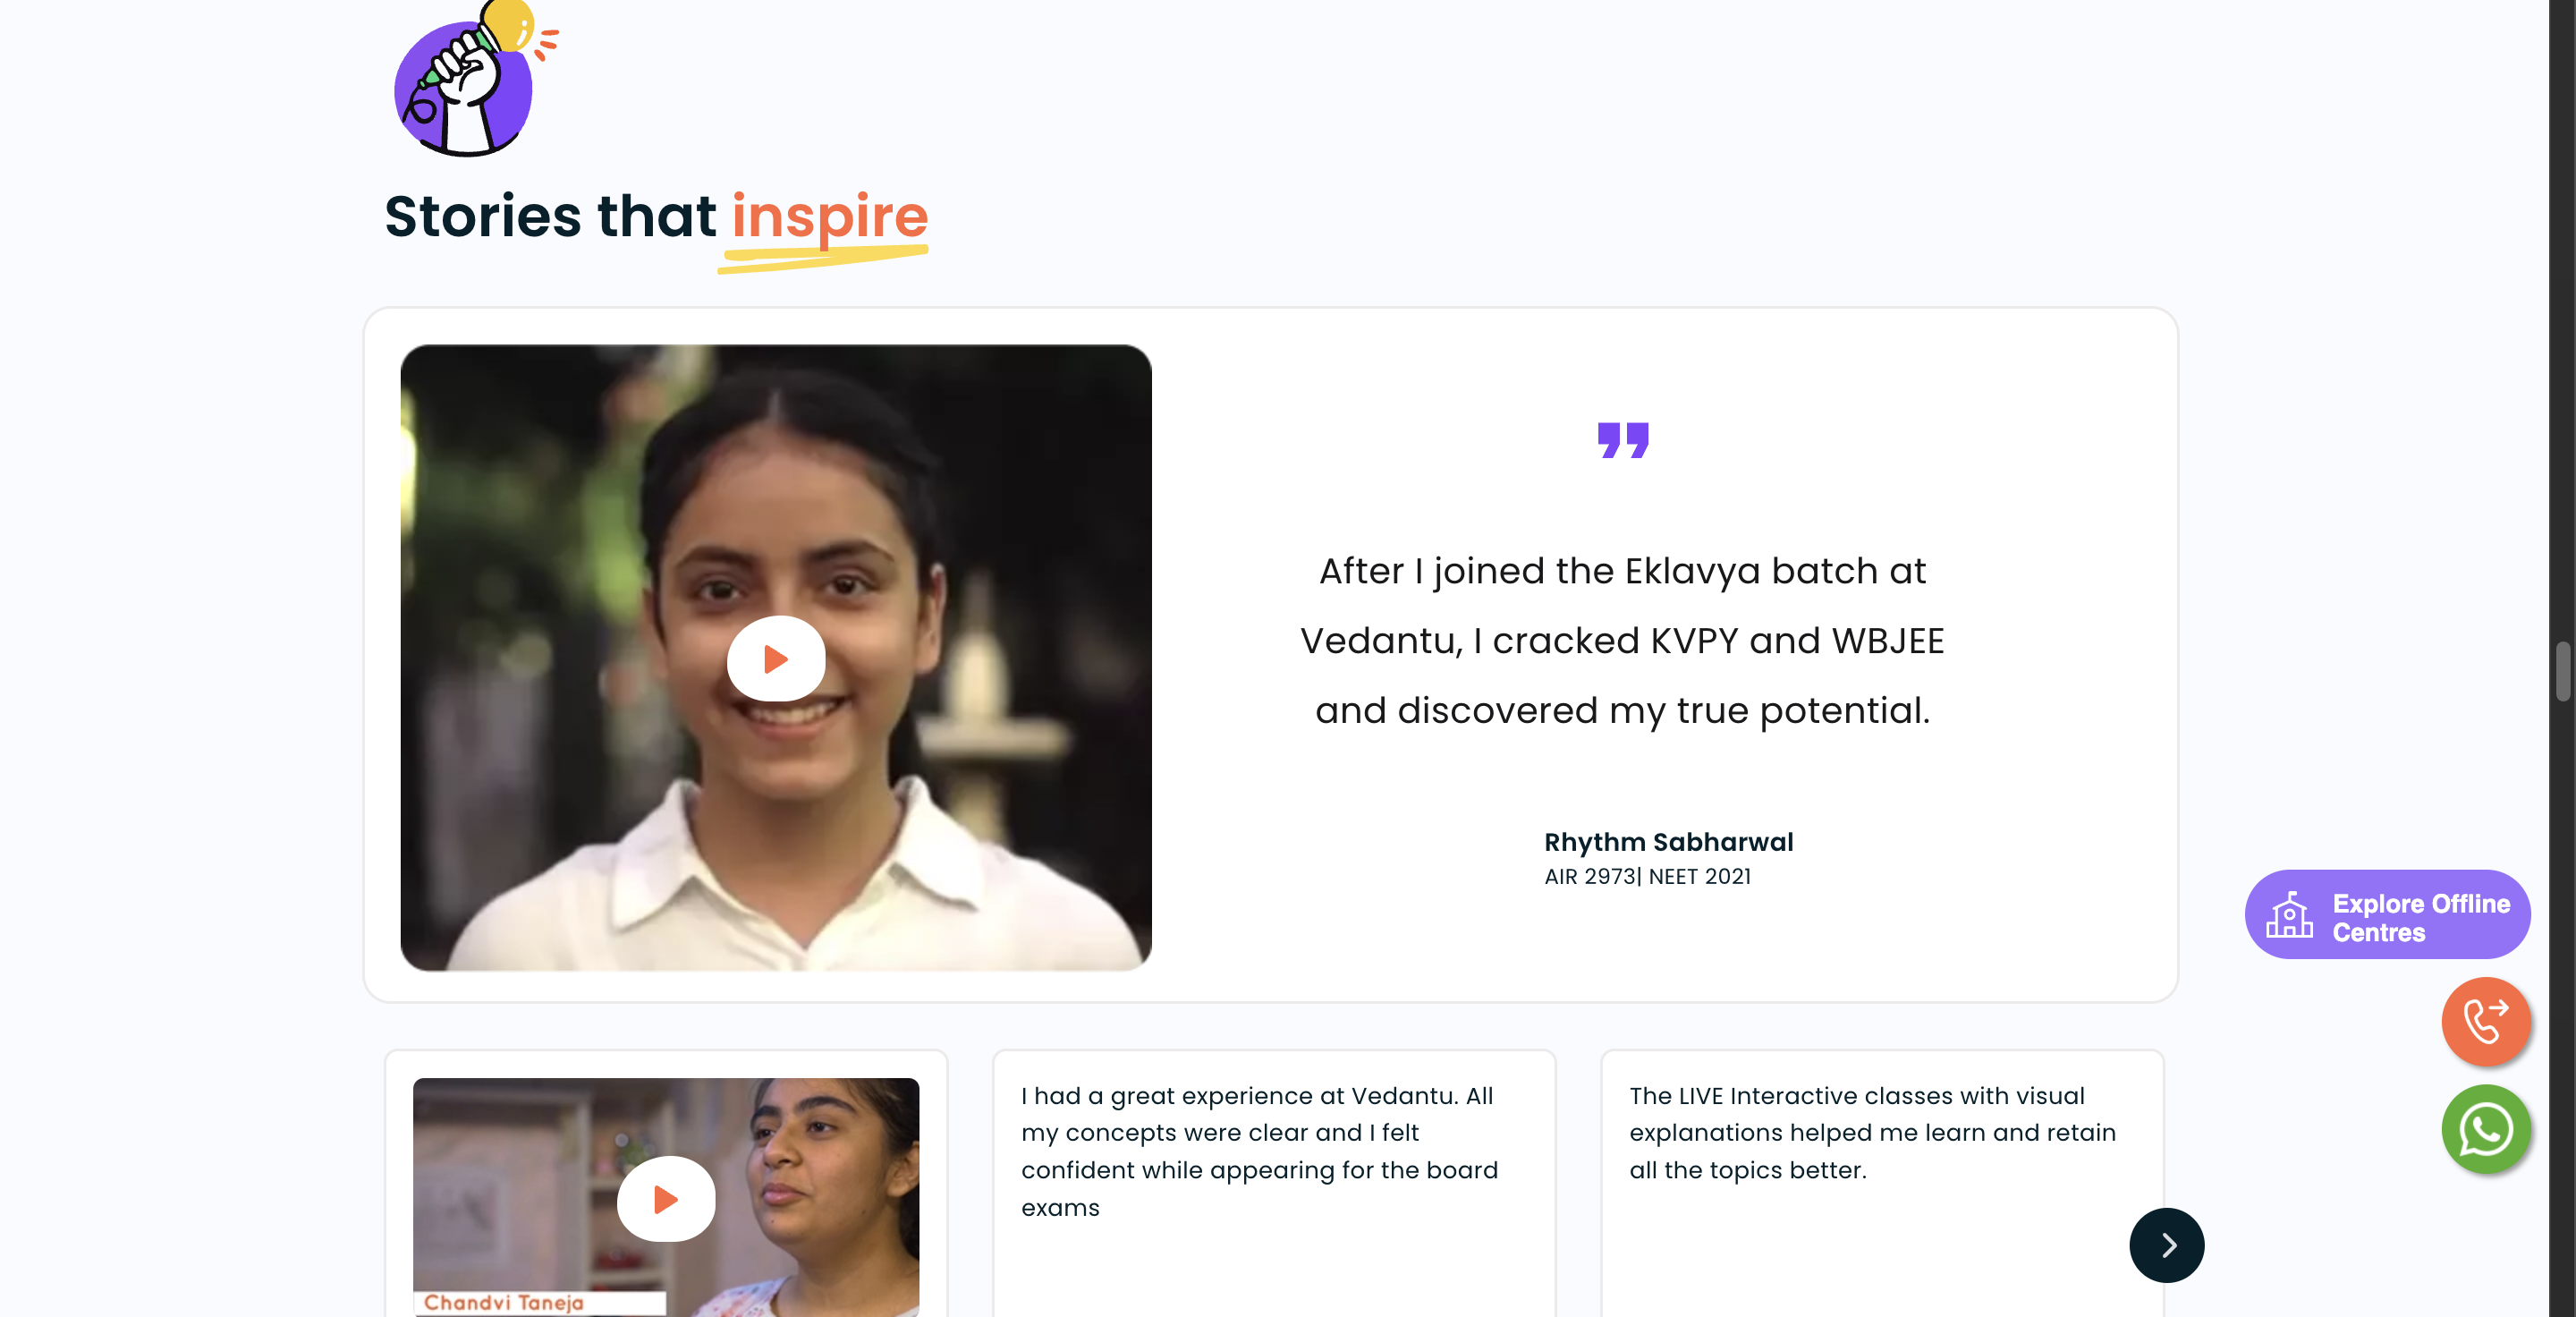 Stories that inspire
After I joined the Eklavya batch at
Vedantu, I cracked KVPY and WBJEE
and discovered my true potential.
Rhythm Sabharwal
AIR 2973| NEET 2021
Explore Offline
Centres
Chandvi Taneja
I had a great experience at Vedantu. All
my concepts were clear and I felt
confident while appearing for the board
exams
The LIVE Interactive classes with visual
explanations helped me learn and retain
all the topics better.